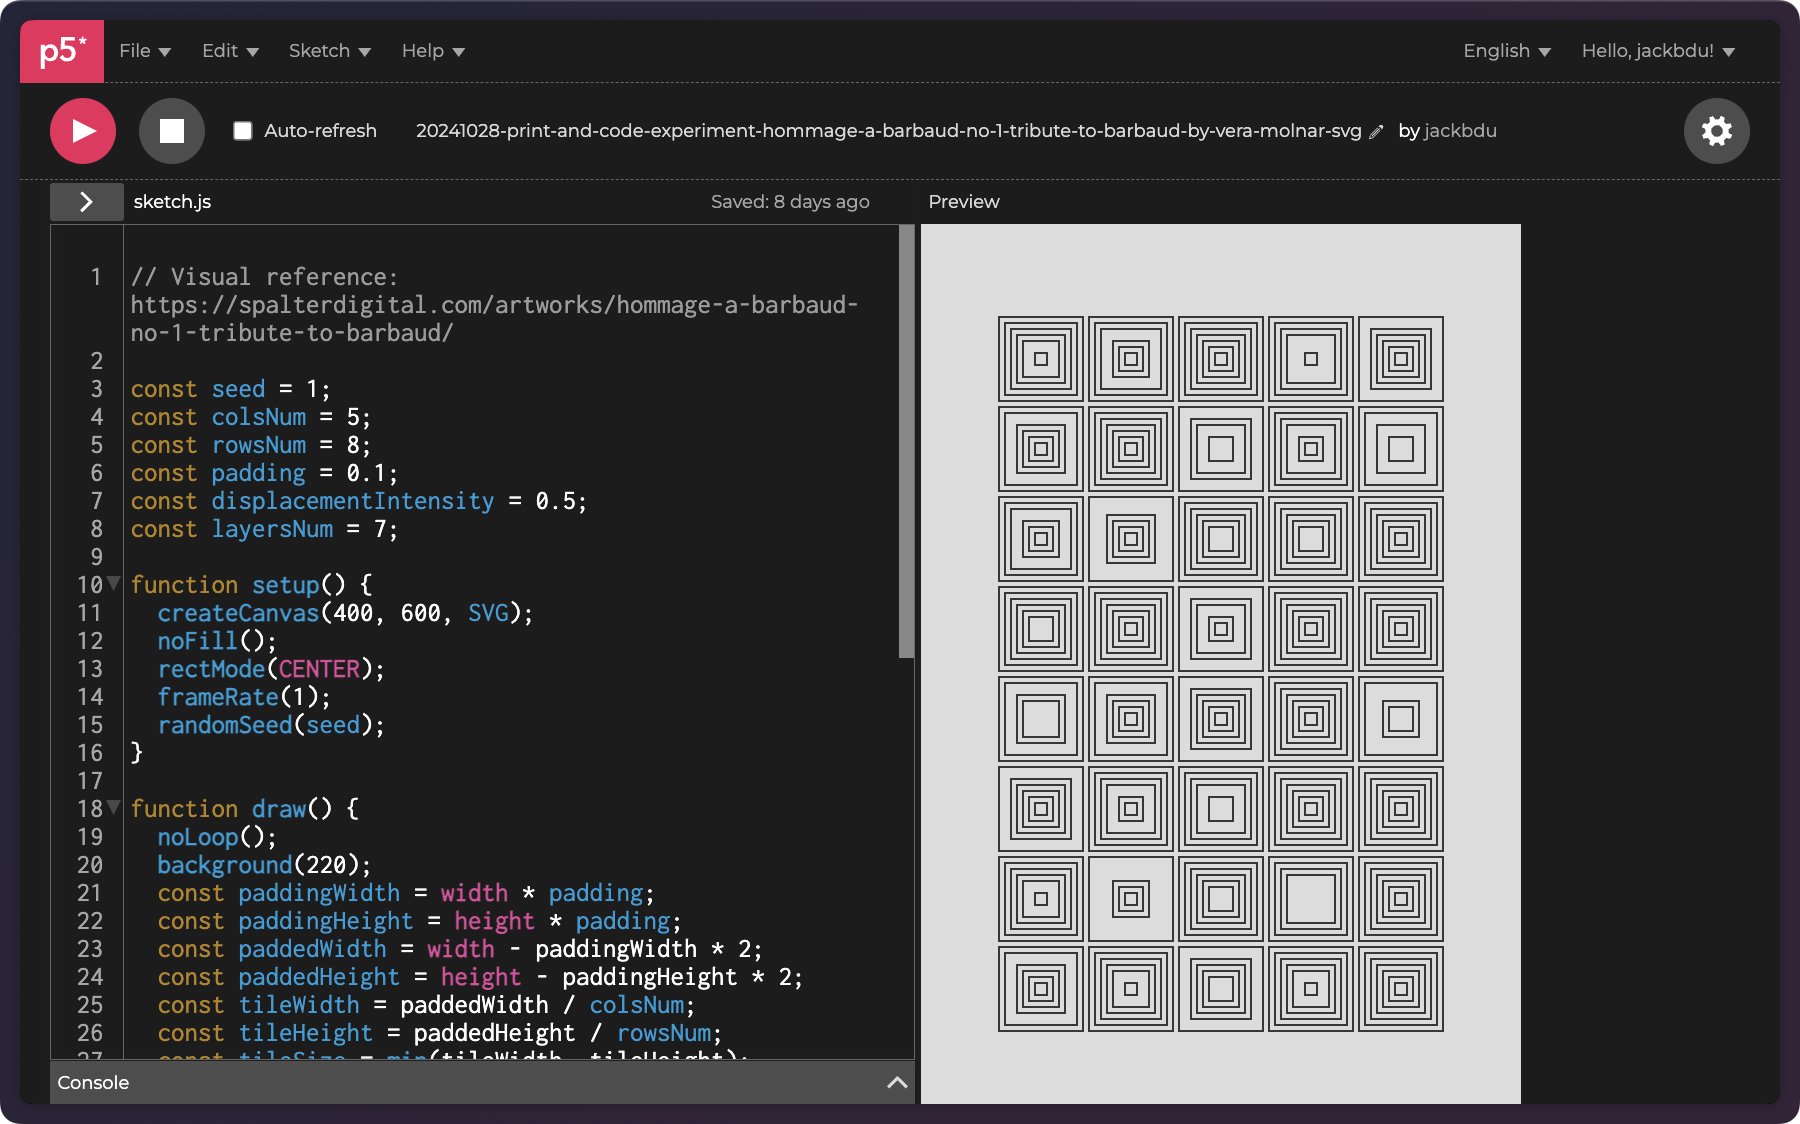 p5*
File
Edit
Sketch
Help
English
Hello, jackbdu!
Auto-refresh
20241028-print-and-code-experiment-hommage-a-barbaud-no-1-tribute-to-barbaud-by-vera-molnar-svg by jackbdu
sketch.js
Saved: 8 days ago
Preview
1 // Visual reference:
https://spalterdigital.com/artworks/hommage-a-barbaud-
no-1-tribute-to-barbaud/
2
3 const seed = 1;
4 const colsNum = 5;
5 const rowsNum = 8;
6 const padding = 0.1;
7 const displacementIntensity = 0.5;
8 const layersNum = 7;
9
10 function setup() {
11 createCanvas(400, 600, SVG);
12 noFill();
13 rectMode(CENTER);
14 frameRate(1);
15 randomSeed(seed);
16 }
17
18 function draw() {
19 noLoop();
20 background(220);
21 const paddingWidth = width * padding;
22 const paddingHeight = height * padding;
23 const paddedWidth = width - paddingWidth * 2;
24 const paddedHeight = height - paddingHeight * 2;
25 const tileWidth = paddedWidth / colsNum;
26 const tileHeight = paddedHeight / rowsNum;
27 const tileSize = min(tileWidth, tileHeight);
Console